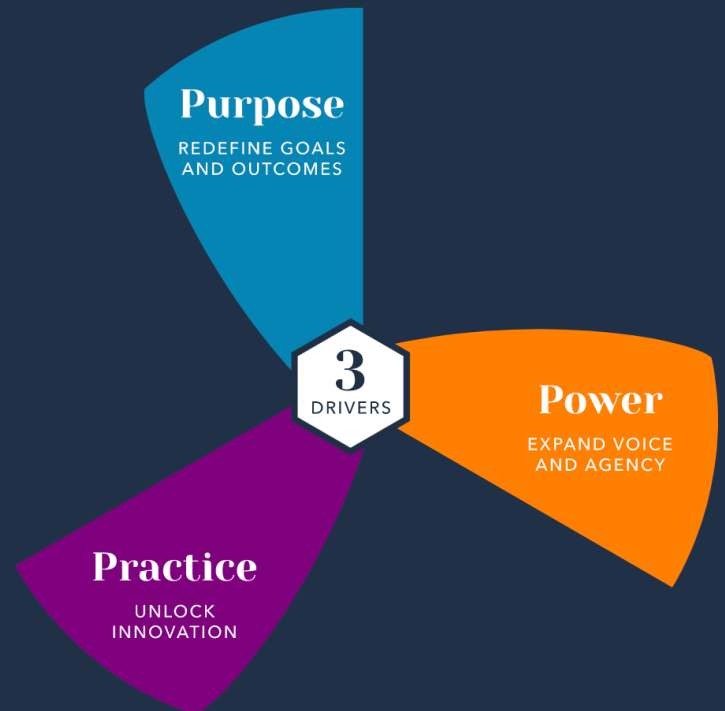 Purpose
REDEFINE GOALS
AND OUTCOMES
3
DRIVERS
Power
EXPAND VOICE
AND AGENCY
Practice
UNLOCK
INNOVATION